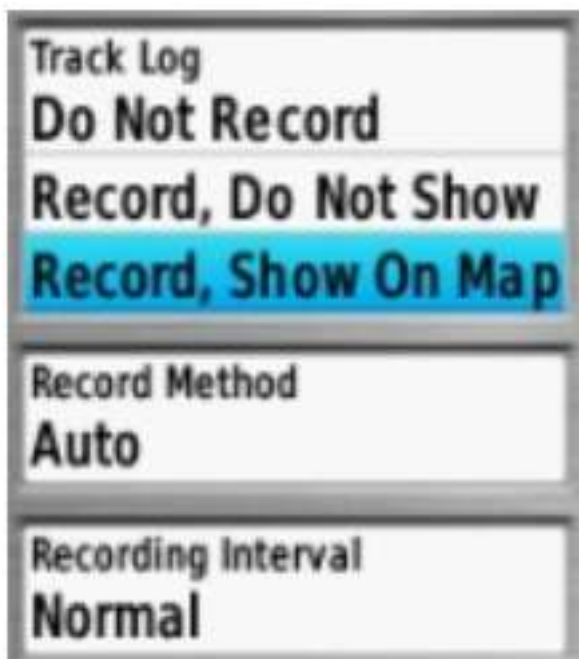 Track Log
Do Not Record
Record, Do Not Show
Record, Show On Map
Record Method
Auto
Recording Interval
Normal